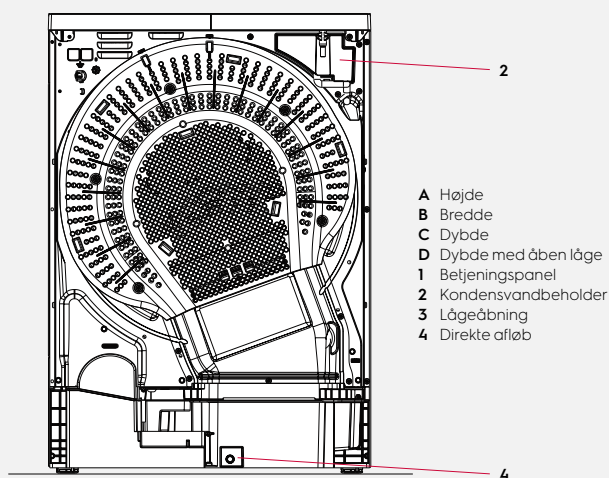 2
A Højde
B Bredde
C Dybde
D Dybde med åben låge
1 Betjeningspanel
2 Kondensvandbeholder
3 Lågeåbning
4 Direkte afløb
4